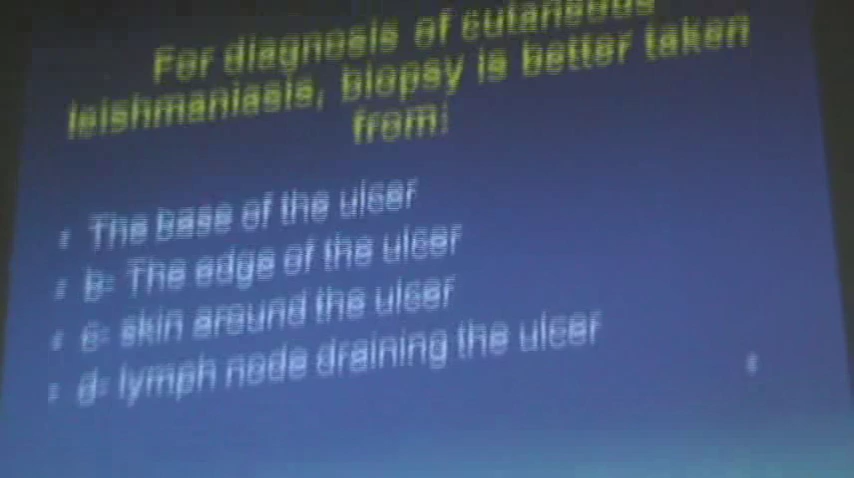 For diagnosis of cutaneous
leishmaniasis, biopsy is better taken
from:
The base of the ulcer
b- The edge of the ulcer
c- skin around the ulcer
d- lymph node draining the ulcer